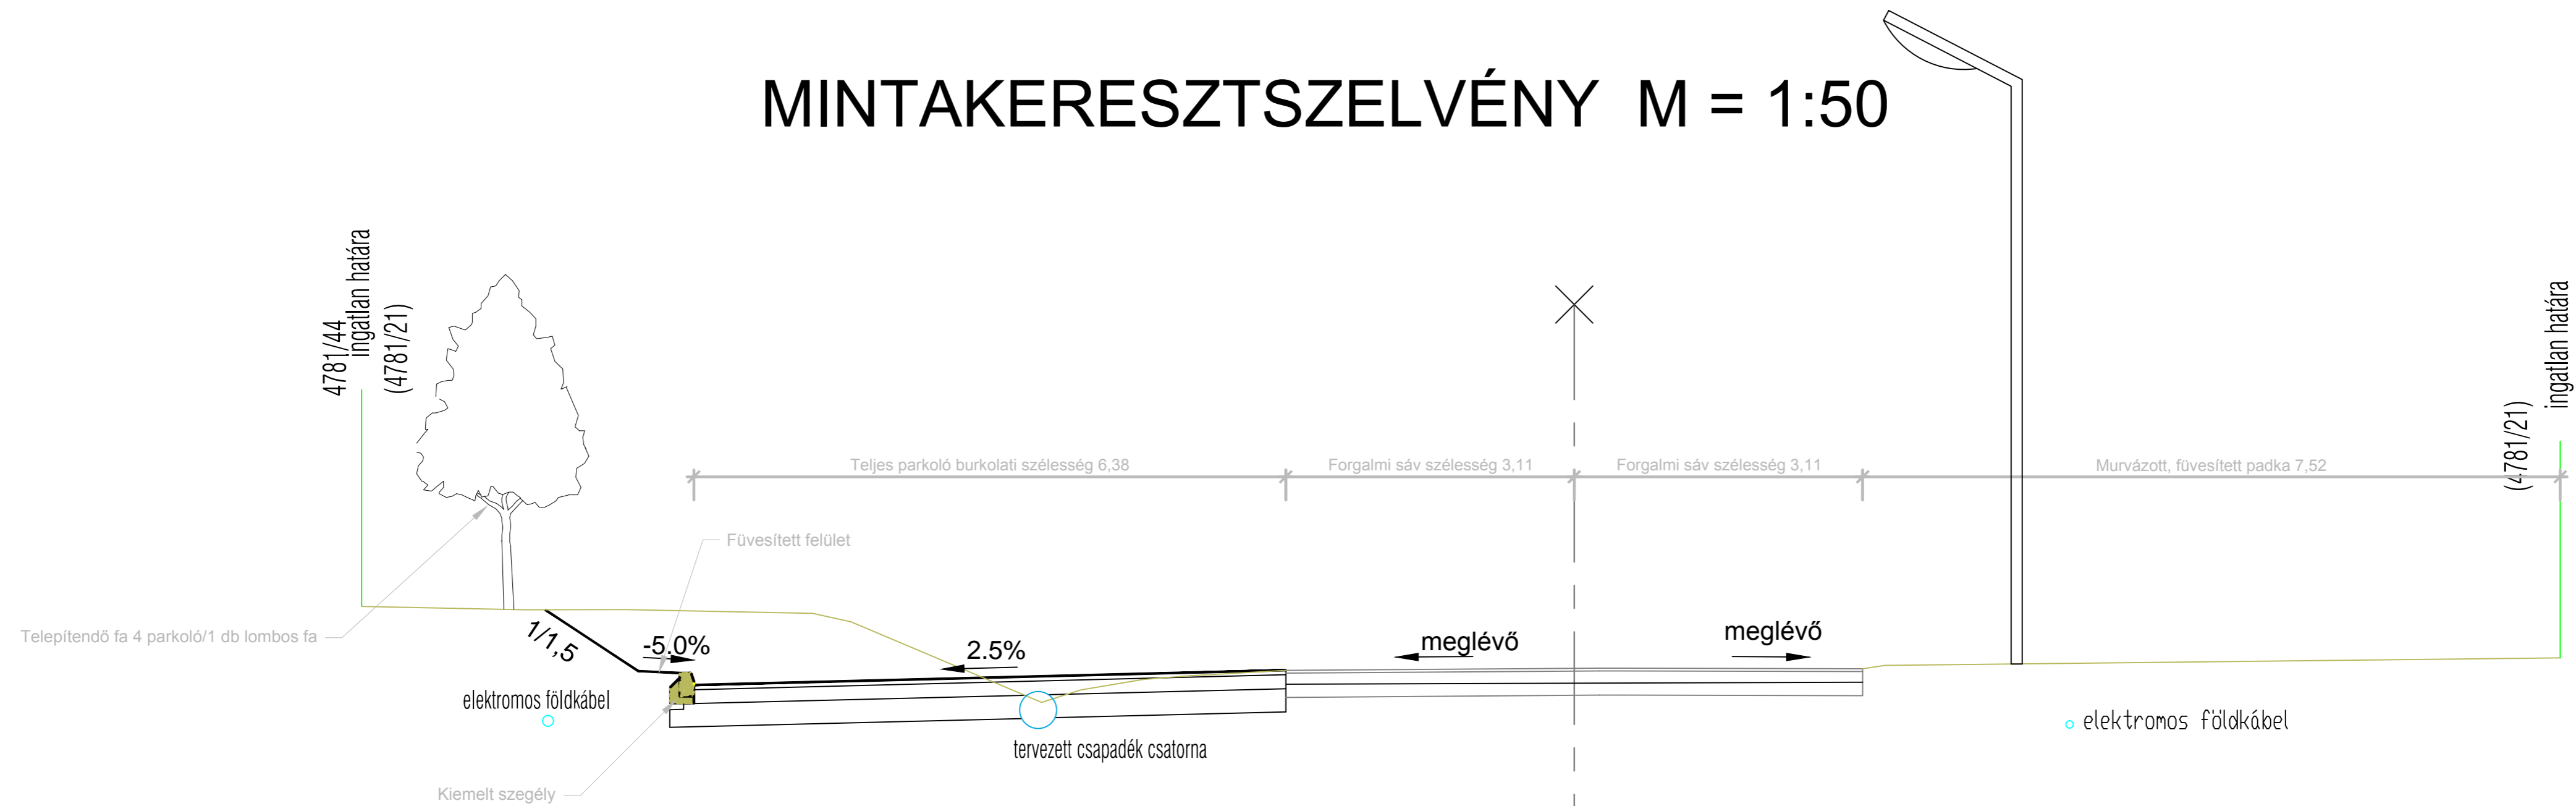 MINTAKERESZTSZELVÉNY M = 1:50
4781/44
ingatlan határa
(4781/21)
ingatlan határa
(4781/21)
Teljes parkoló burkolati szélesség 6,38
Forgalmi sáv szélesség 3,11
Forgalmi sáv szélesség 3,11
Murvázott, füvesített padka 7,52
Füvesített felület
Telepítendő fa 4 parkoló/1 db lombos fa
1/1,5
-5.0%
2.5%
meglévő
meglévő
elektromos földkábel
elektromos földkábel
tervezett csapadék csatorna
Kiemelt szegély